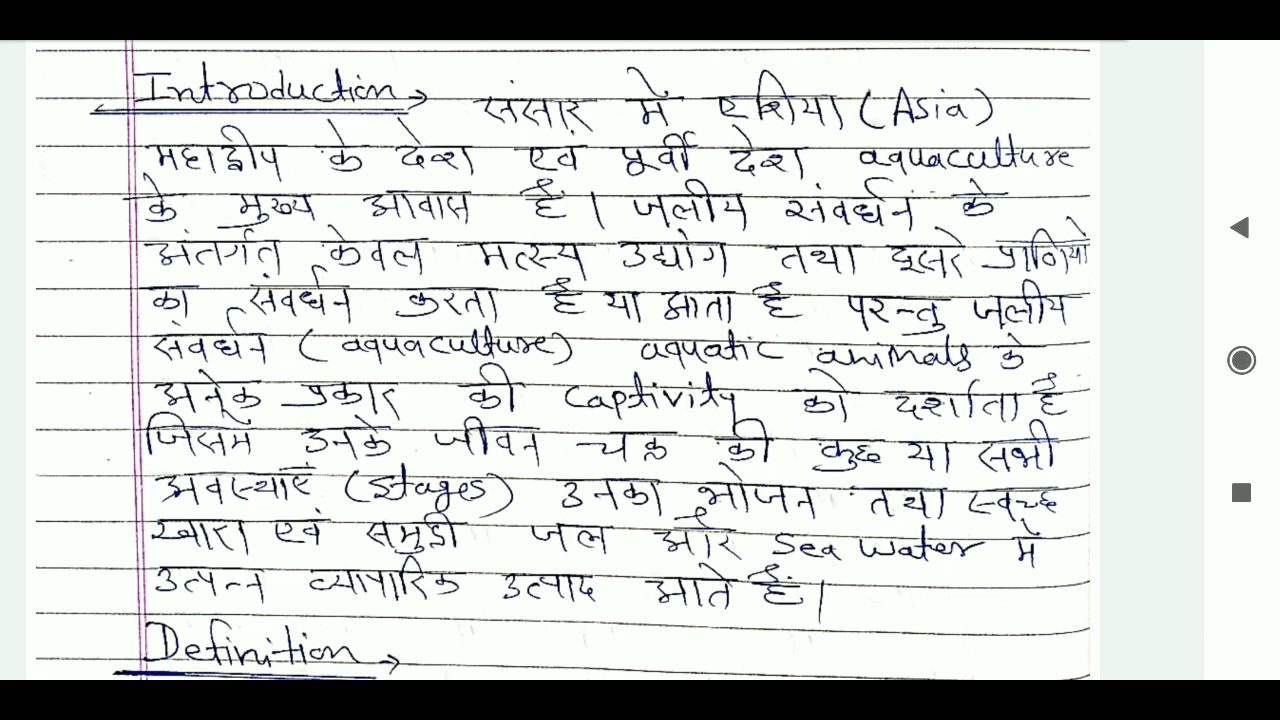 Introduction → संसार में एशिया (Asia)
महाद्वीप के देश एवं पूर्वी देश aquaculture
के मुख्य आवास हैं। जलीय संवर्धन के
अंतर्गत केवल मत्स्य उद्योग तथा दूसरे प्राणियो
का संवर्धन करता है या आता है परन्तु जलीय
संवर्धन (aquaculture) aquatic animals के
अनेक प्रकार की captivity को दर्शाता है
जिसमें उनके जीवन चक्र की कुछ या सभी
अवस्थाएं (stages) उनका भोजन तथा स्वच्छ
खारा एवं समुद्री जल और sea water में
उत्पन्न व्यापारिक उत्पाद आते हैं।
Definition →